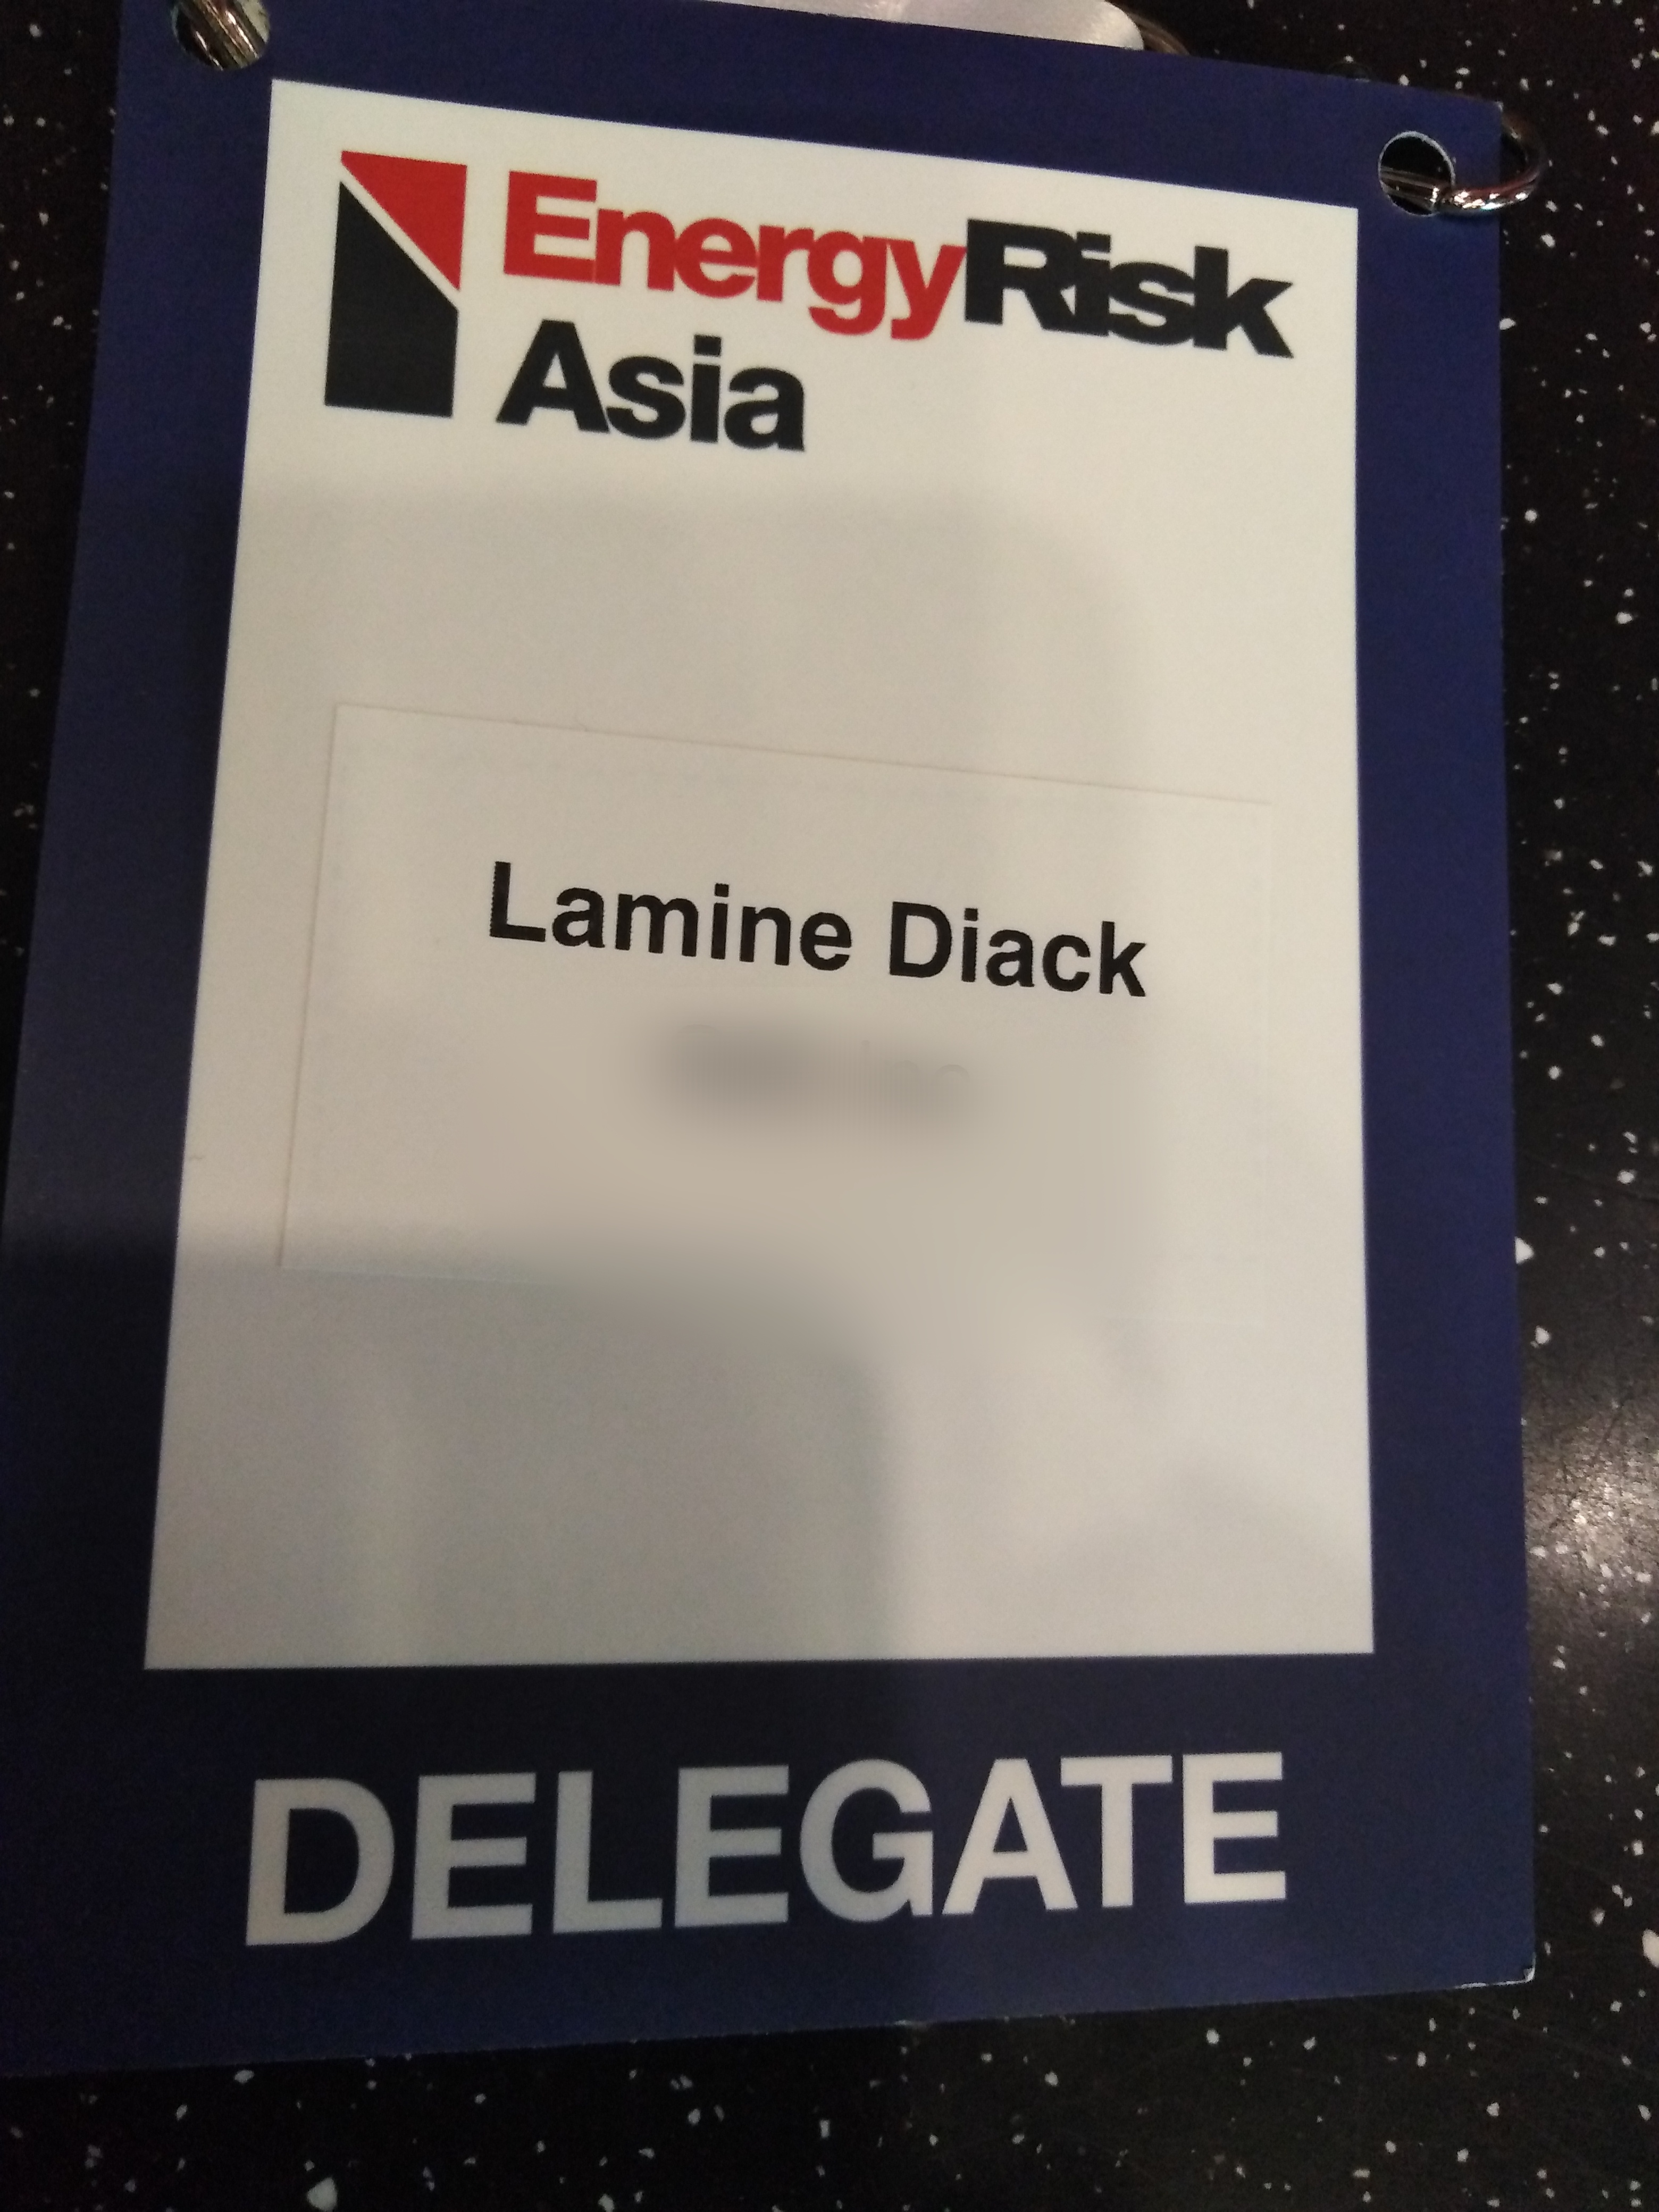 EnergyRisk
Asia
Lamine Diack
DELEGATE